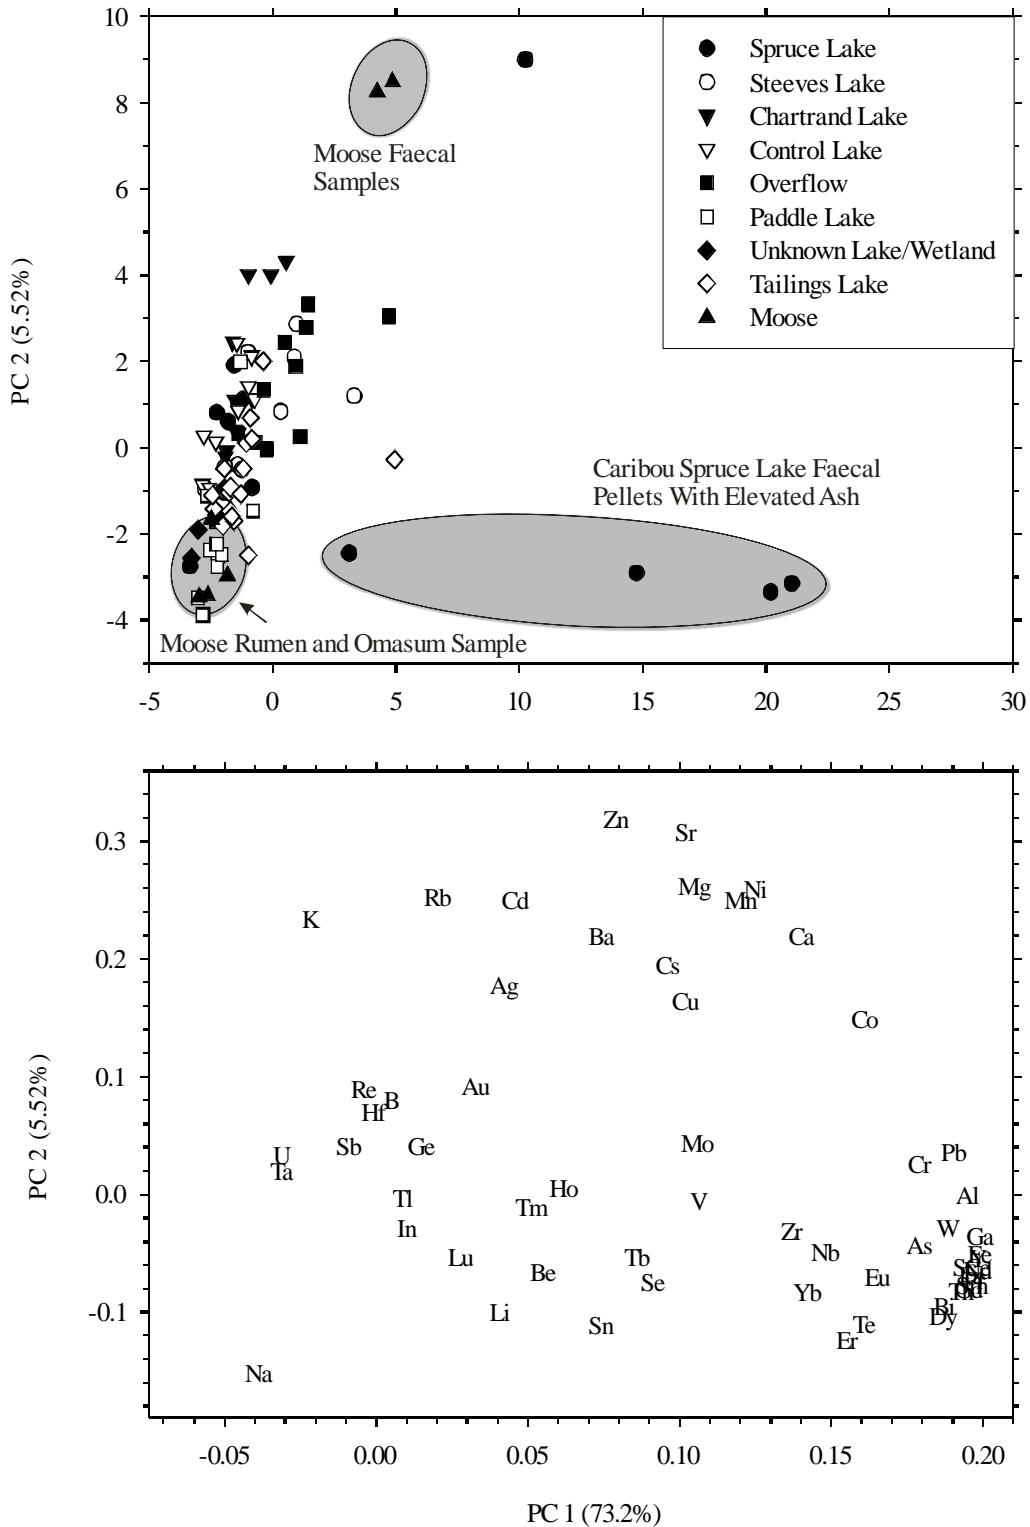 10
8
6
4
2
0
-2
-4
PC 2 (5.52%)
-5 0 5 10 15 20 25 30
Spruce Lake
Steeves Lake
Chartrand Lake
Control Lake
Overflow
Paddle Lake
Unknown Lake/Wetland
Tailings Lake
Moose
Moose Faecal
Samples
Caribou Spruce Lake Faecal
Pellets With Elevated Ash
Moose Rumen and Omasum Sample
0.3
0.2
0.1
0.0
-0.1
PC 2 (5.52%)
Zn
Sr
Mg
Ni
Mn
Rb
Cd
K
Ba
Ca
Cs
Ag
Cu
Co
Re
B
Au
Hf
Sb
Ge
Mo
U
Ta
Pb
Cr
Tl
Ho
Al
Tm
V
In
W
Zr
Ga
As
Nb
Lu
Tb
Be
Se
Eu
Yb
Li
Bi
Dy
Sn
Te
Er
Na
-0.05 0.00 0.05 0.10 0.15 0.20
PC 1 (73.2%)